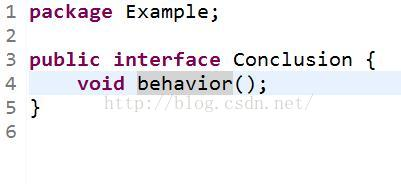 1 package Example;
2
3 public interface Conclusion {
4     void behavior();
http://blog.csdn.net/
5 }
6